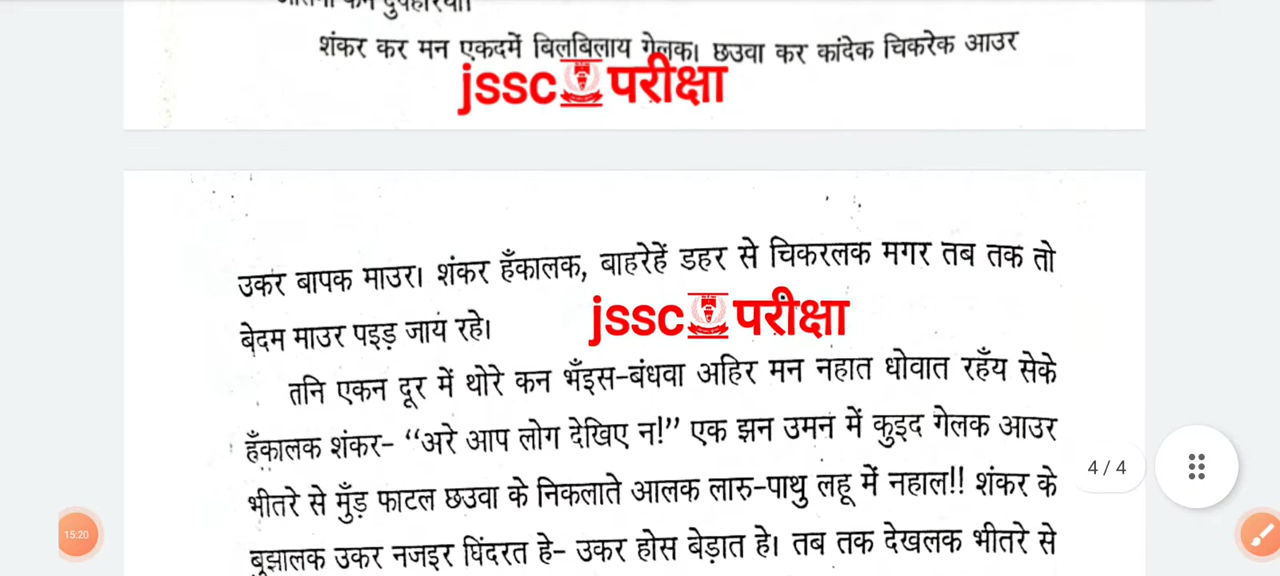 शंकर कर मन एकदमें बिलबिलाय गेलक। छउवा कर कांदेक चिकरेक आउर
jssc परीक्षा
उकर बापक माउर। शंकर हँकालक, बाहरेहें डहर से चिकरलक मगर तब तक तो
jssc परीक्षा
बेदम माउर पइड़ जाय रहे।
तनि एकन दूर में थोरे कन भँइस-बंधवा अहिर मन नहात धोवात रहँय सेके
हँकालक शंकर- “अरे आप लोग देखिए न!” एक झन उमन में कुइद गेलक आउर
4 / 4
भीतरे से मुँड़ फाटल छउवा के निकलाते आलक लारु-पाथु लहू में नहाल!! शंकर के
15:20
बुझालक उकर नजइर घिंदरत हे- उकर होस बेड़ात हे। तब तक देखलक भीतरे से